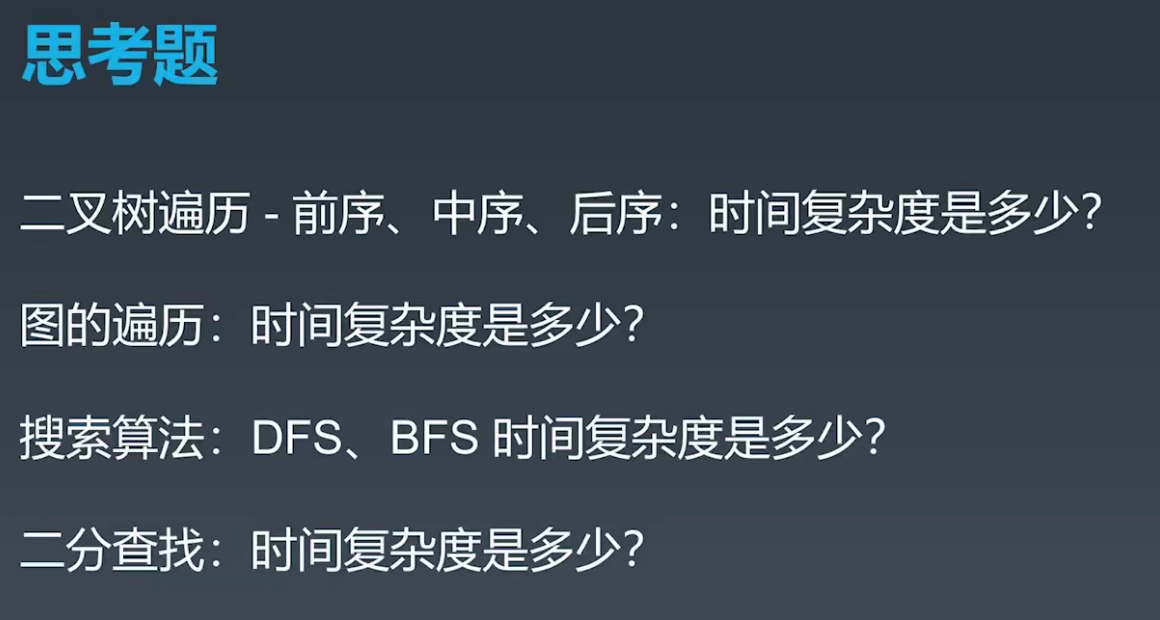 思考题
二叉树遍历 - 前序、中序、后序：时间复杂度是多少？
图的遍历：时间复杂度是多少？
搜索算法：DFS、BFS 时间复杂度是多少？
二分查找：时间复杂度是多少？